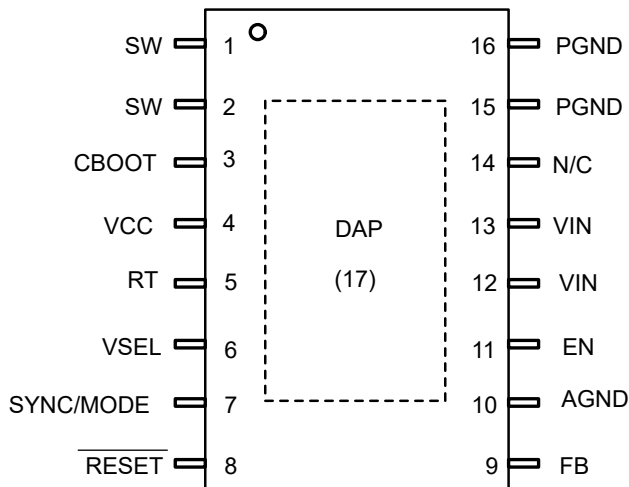 SW 1 16 PGND
SW 2 15 PGND
CBOOT 3 14 N/C
VCC 4 13 VIN
DAP
RT 5 12 VIN
(17)
VSEL 6 11 EN
SYNC/MODE 7 10 AGND
RESET 8 9 FB